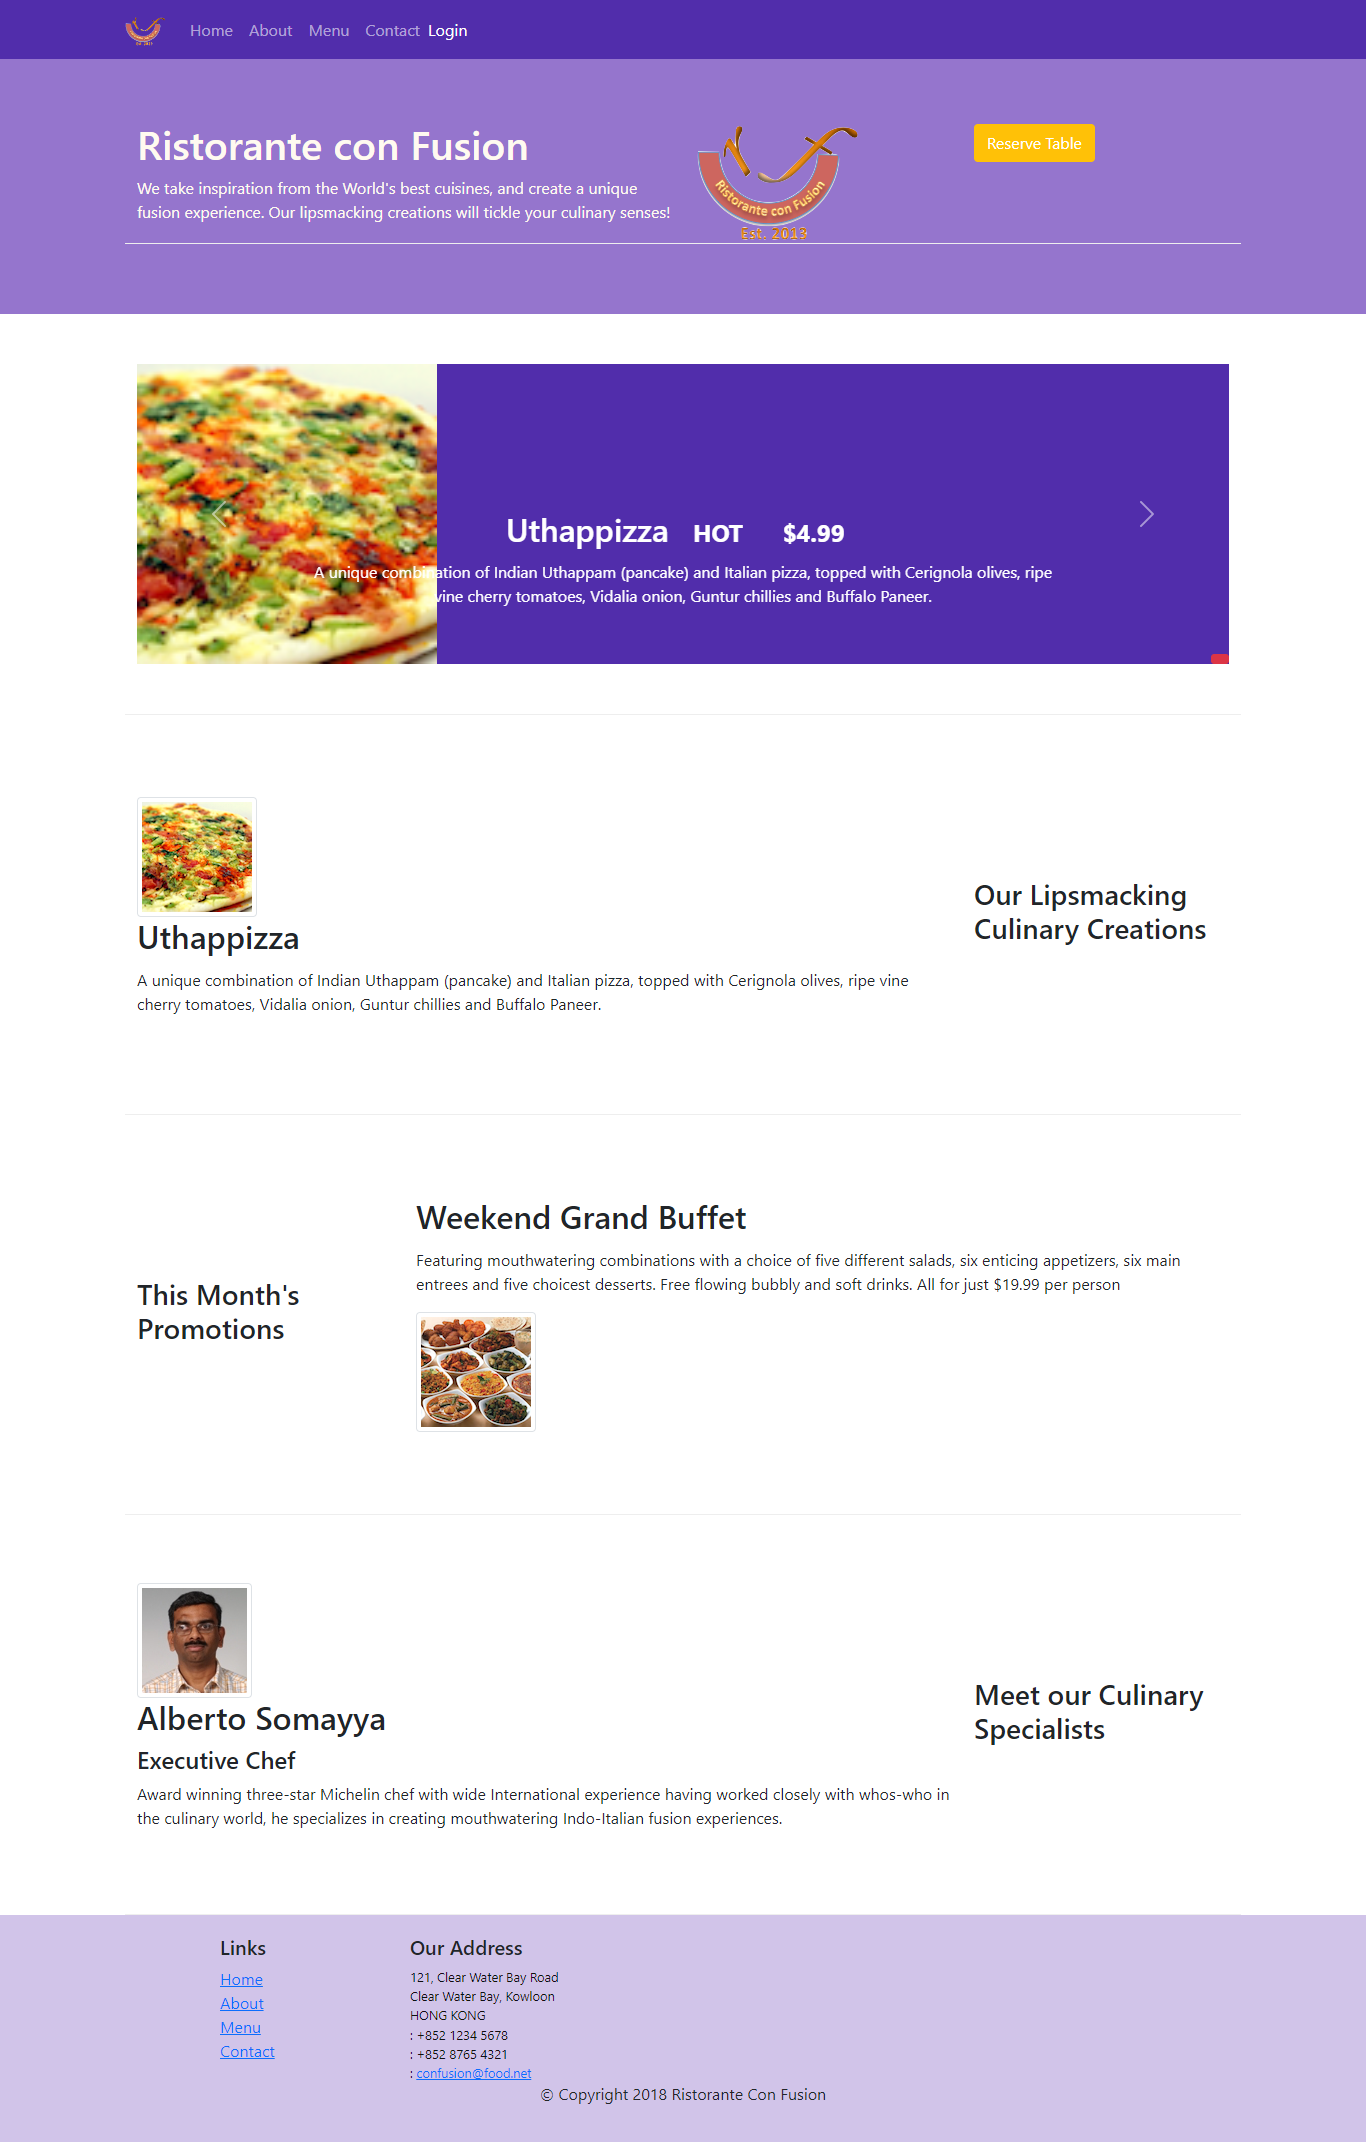 Home About Menu Contact Login
Ristorante con Fusion
We take inspiration from the World's best cuisines, and create a unique
fusion experience. Our lipsmacking creations will tickle your culinary senses!
Ristorante con Fusion
Est. 2013
Reserve Table
Uthappizza HOT $4.99
A unique combination of Indian Uthappam (pancake) and Italian pizza, topped with Cerignola olives, ripe
vine cherry tomatoes, Vidalia onion, Guntur chillies and Buffalo Paneer.
Uthappizza
A unique combination of Indian Uthappam (pancake) and Italian pizza, topped with Cerignola olives, ripe vine
cherry tomatoes, Vidalia onion, Guntur chillies and Buffalo Paneer.
Our Lipsmacking
Culinary Creations
This Month's
Promotions
Weekend Grand Buffet
Featuring mouthwatering combinations with a choice of five different salads, six enticing appetizers, six main
entrees and five choicest desserts. Free flowing bubbly and soft drinks. All for just $19.99 per person
Alberto Somayya
Executive Chef
Award winning three-star Michelin chef with wide International experience having worked closely with whos-who in
the culinary world, he specializes in creating mouthwatering Indo-Italian fusion experiences.
Meet our Culinary
Specialists
Links
Home
About
Menu
Contact
Our Address
121, Clear Water Bay Road
Clear Water Bay, Kowloon
HONG KONG
: +852 1234 5678
: +852 8765 4321
: confusion@food.net
© Copyright 2018 Ristorante Con Fusion